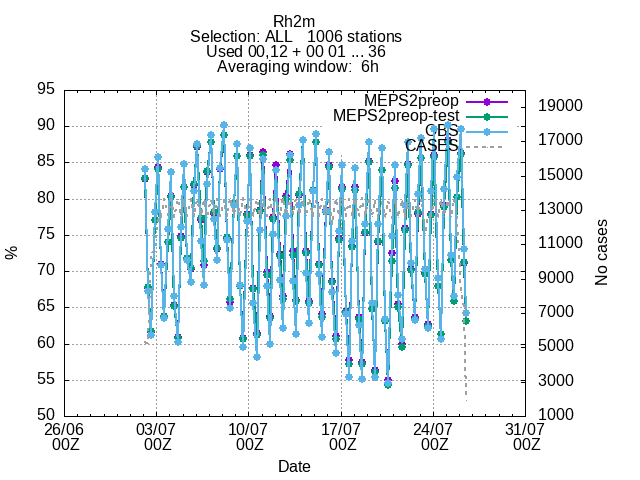 Rh2m
Selection: ALL 1006 stations
Used 00,12 + 00 01 ... 36
Averaging window: 6h
MEPS2preop
MEPS2preop-test
OBS
CASES
95
90
85
80
75
70
65
60
55
50
%
19000
17000
15000
13000
11000
9000
7000
5000
3000
1000
No cases
26/06 03/07 10/07 17/07 24/07 31/07
00Z 00Z 00Z 00Z 00Z 00Z
Date